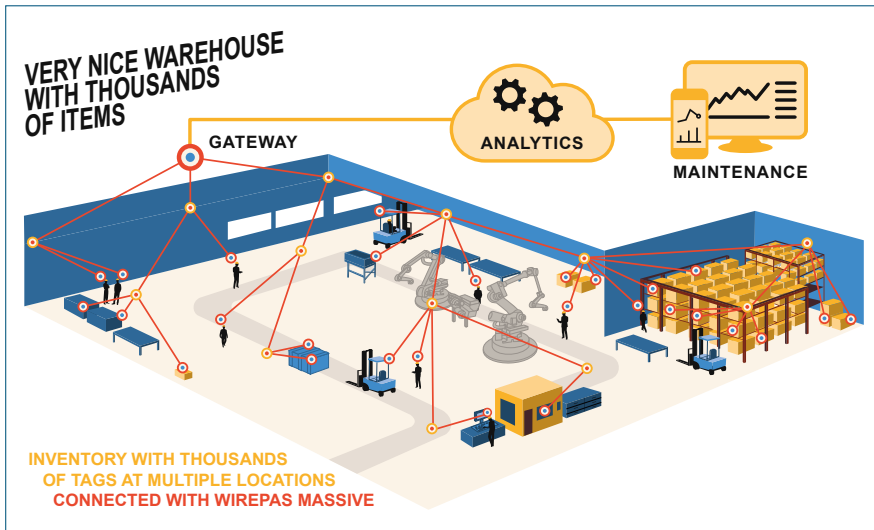 VERY NICE WAREHOUSE
WITH THOUSANDS
OF ITEMS
GATEWAY
ANALYTICS
MAINTENANCE
INVENTORY WITH THOUSANDS
OF TAGS AT MULTIPLE LOCATIONS
CONNECTED WITH WIREPAS MASSIVE